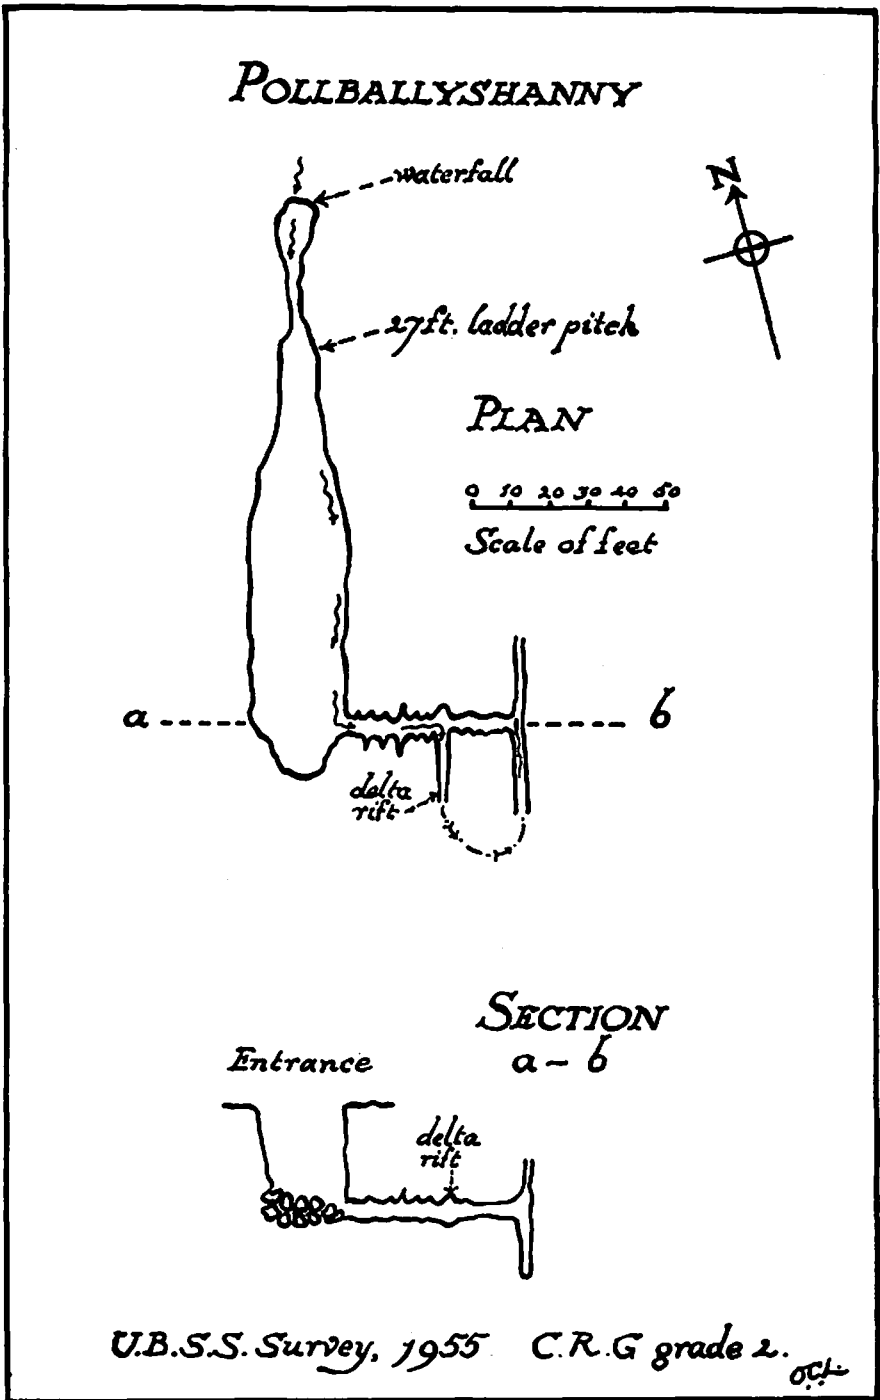 POLLBALLYSHANNY
waterfall
N
27ft. ladder pitch
PLAN
0 10 20 30 40 50
Scale of feet
a b
delta
rift
SECTION
a - b
Entrance
delta
rift
U.B.S.S. Survey, 1955 C.R.G grade 2.